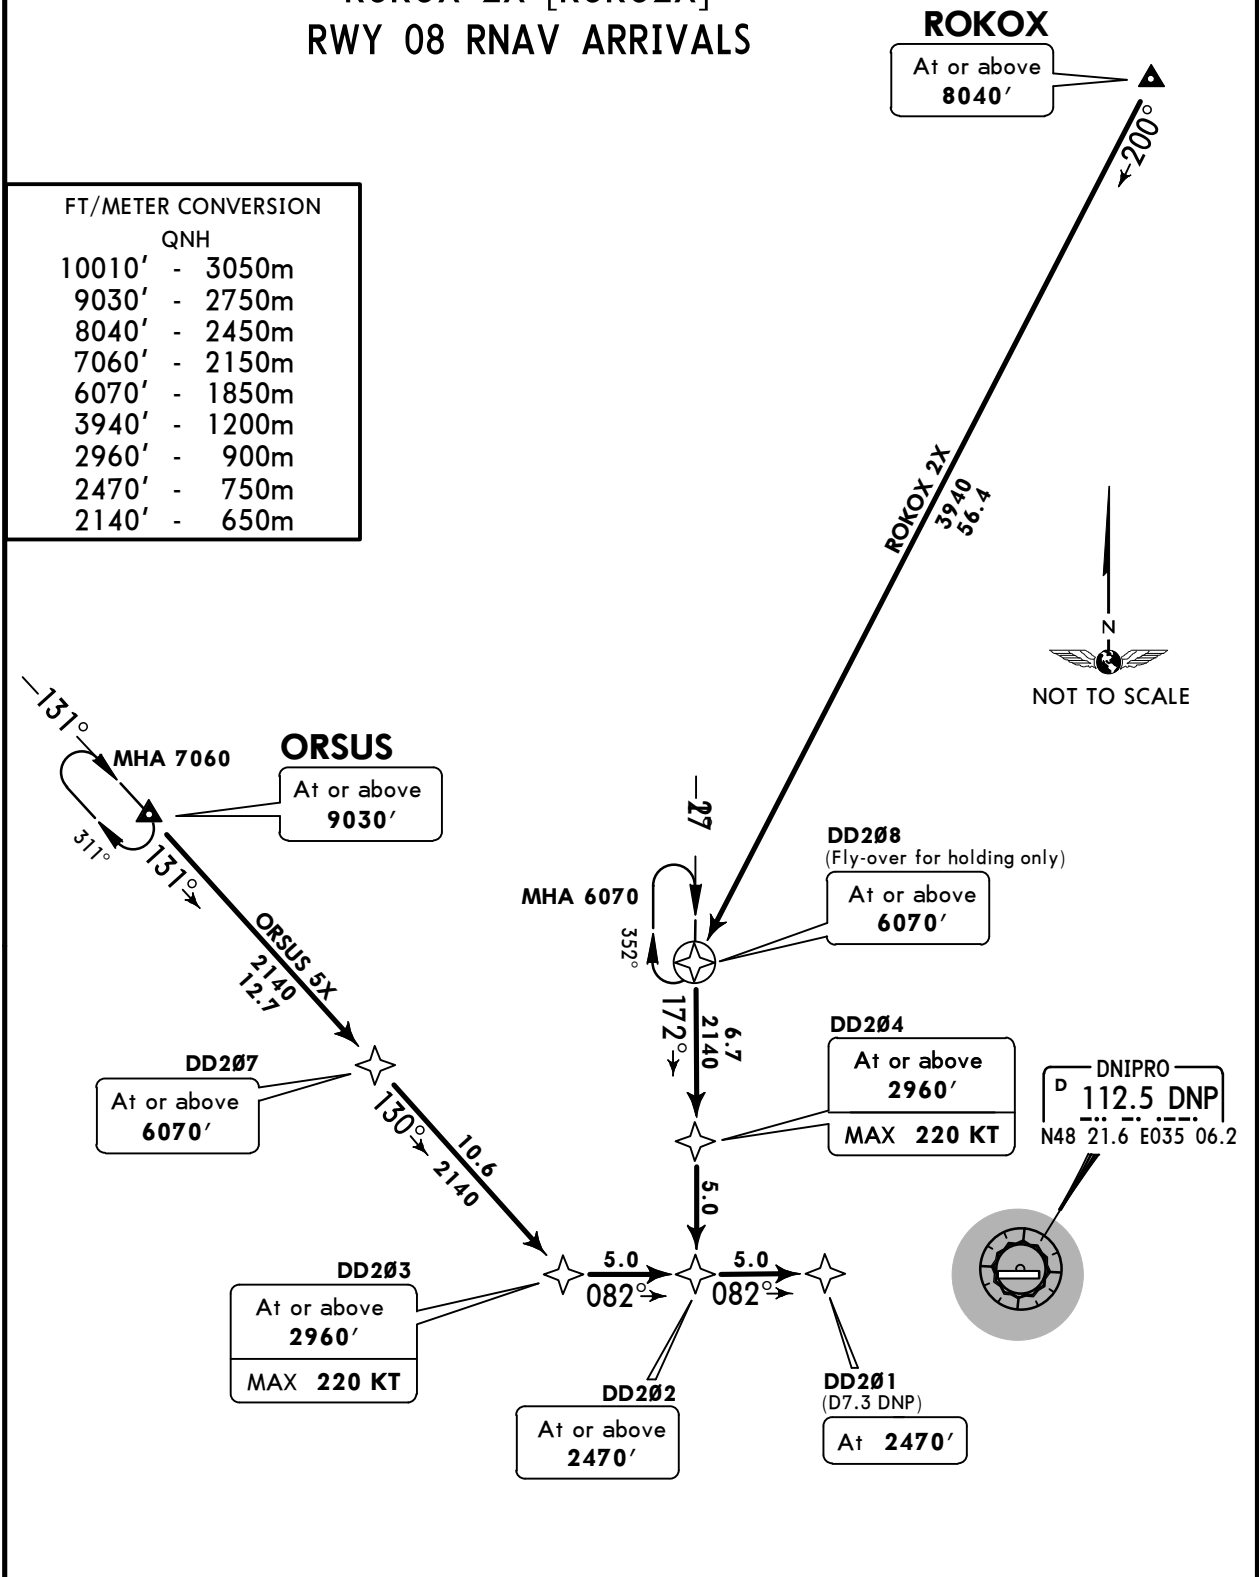 RWY 08 RNAV ARRIVALS
ROKOX
At or above
8040′
200°
FT/METER CONVERSION
QNH
10010′ - 3050m
9030′ - 2750m
8040′ - 2450m
7060′ - 2150m
6070′ - 1850m
3940′ - 1200m
2960′ - 900m
2470′ - 750m
2140′ - 650m
ROKOX 2X
3940
56.4
N
NOT TO SCALE
131°
MHA 7060
ORSUS
At or above
9030′
311°
131°
ORSUS 5X
2140
12.7
DD2Ø8
(Fly-over for holding only)
At or above
6070′
MHA 6070
352°
172°
6.7
2140
DD2Ø7
At or above
6070′
130°
10.6
2140
DD2Ø4
At or above
2960′
MAX 220 KT
DNIPRO
D 112.5 DNP
N48 21.6 E035 06.2
5.0
DD2Ø3
At or above
2960′
MAX 220 KT
5.0
082°
5.0
082°
DD2Ø2
At or above
2470′
DD2Ø1
(D7.3 DNP)
At 2470′